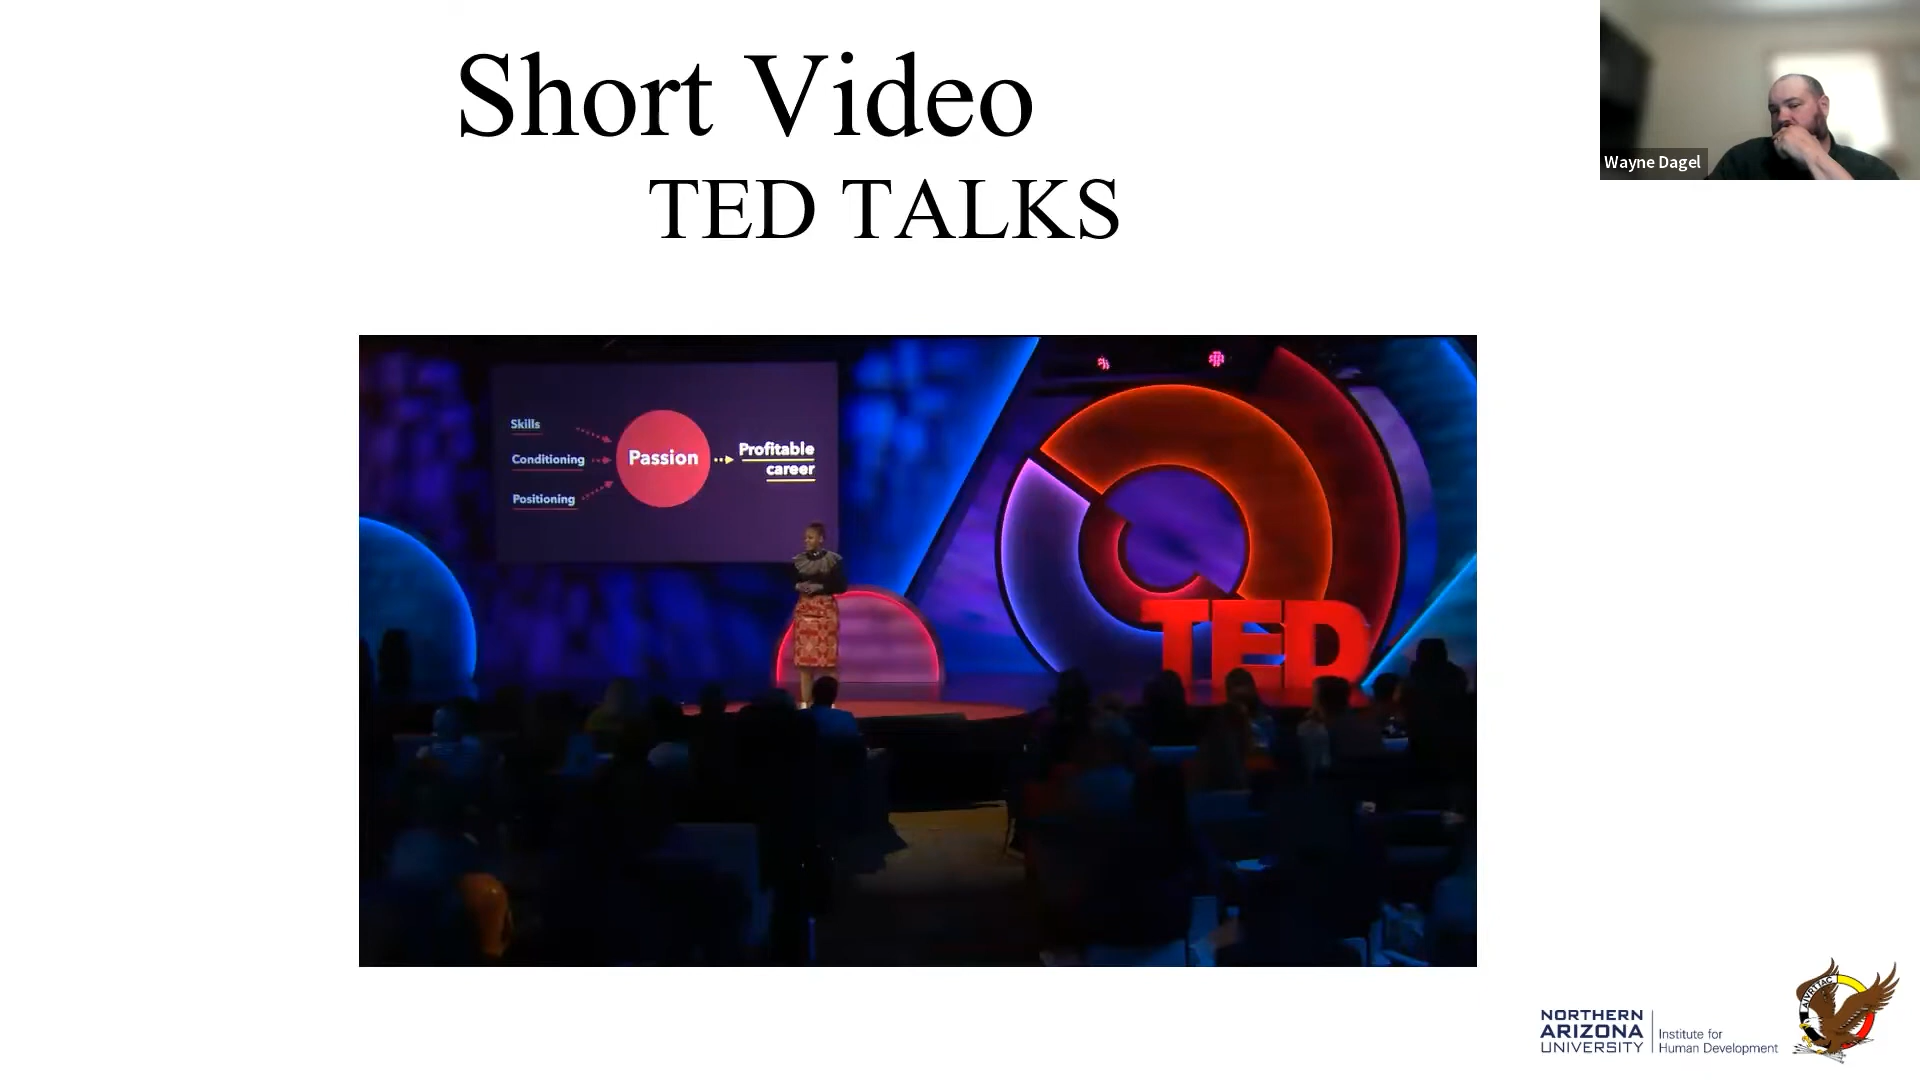 Short Video
TED TALKS
Wayne Dagel
Skills
Conditioning
Positioning
Passion
Profitable
career
TED
NORTHERN
ARIZONA
UNIVERSITY
Institute for
Human Development
AIVRTTAC